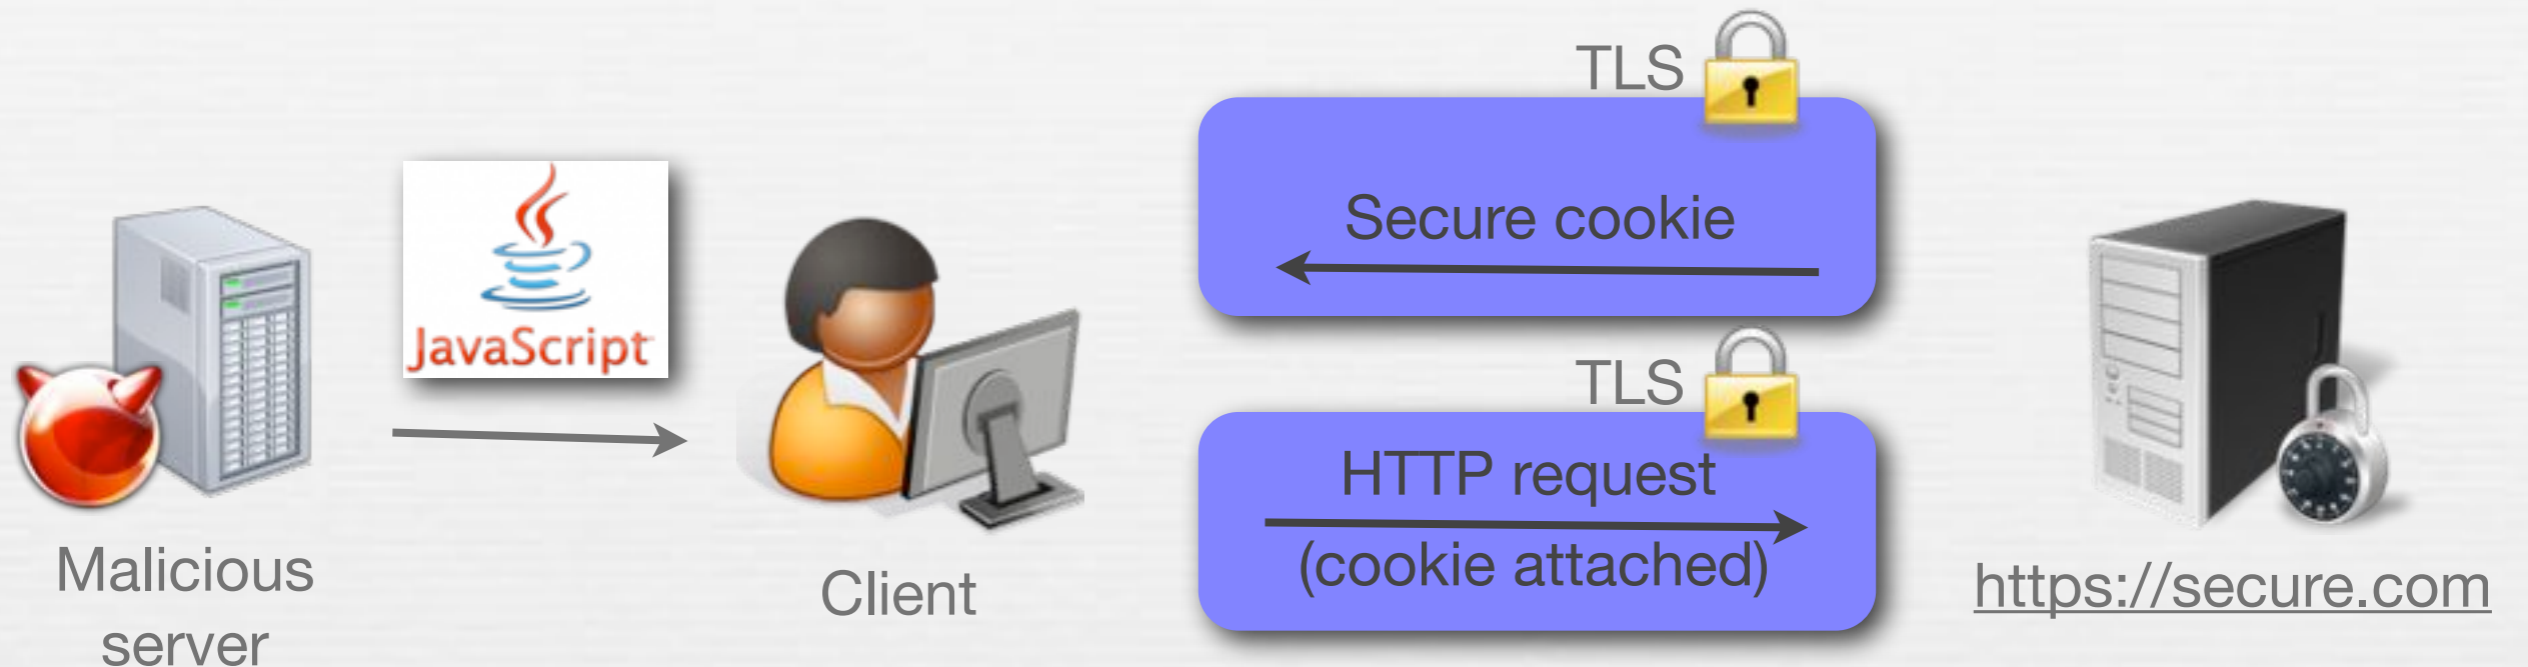 TLS
Secure cookie
JavaScript
TLS
HTTP request
(cookie attached)
Malicious
server
Client
https://secure.com